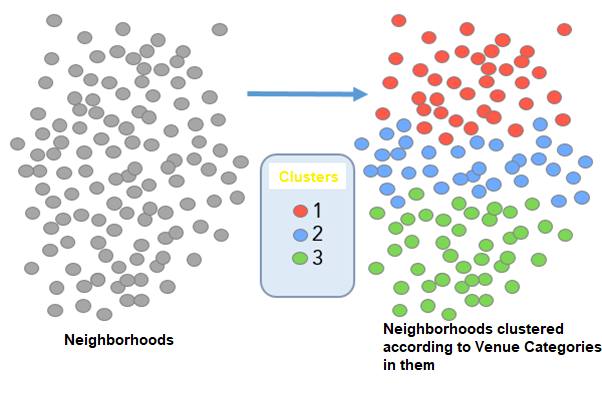 Clusters
1
2
3
Neighborhoods
Neighborhoods clustered
according to Venue Categories
in them